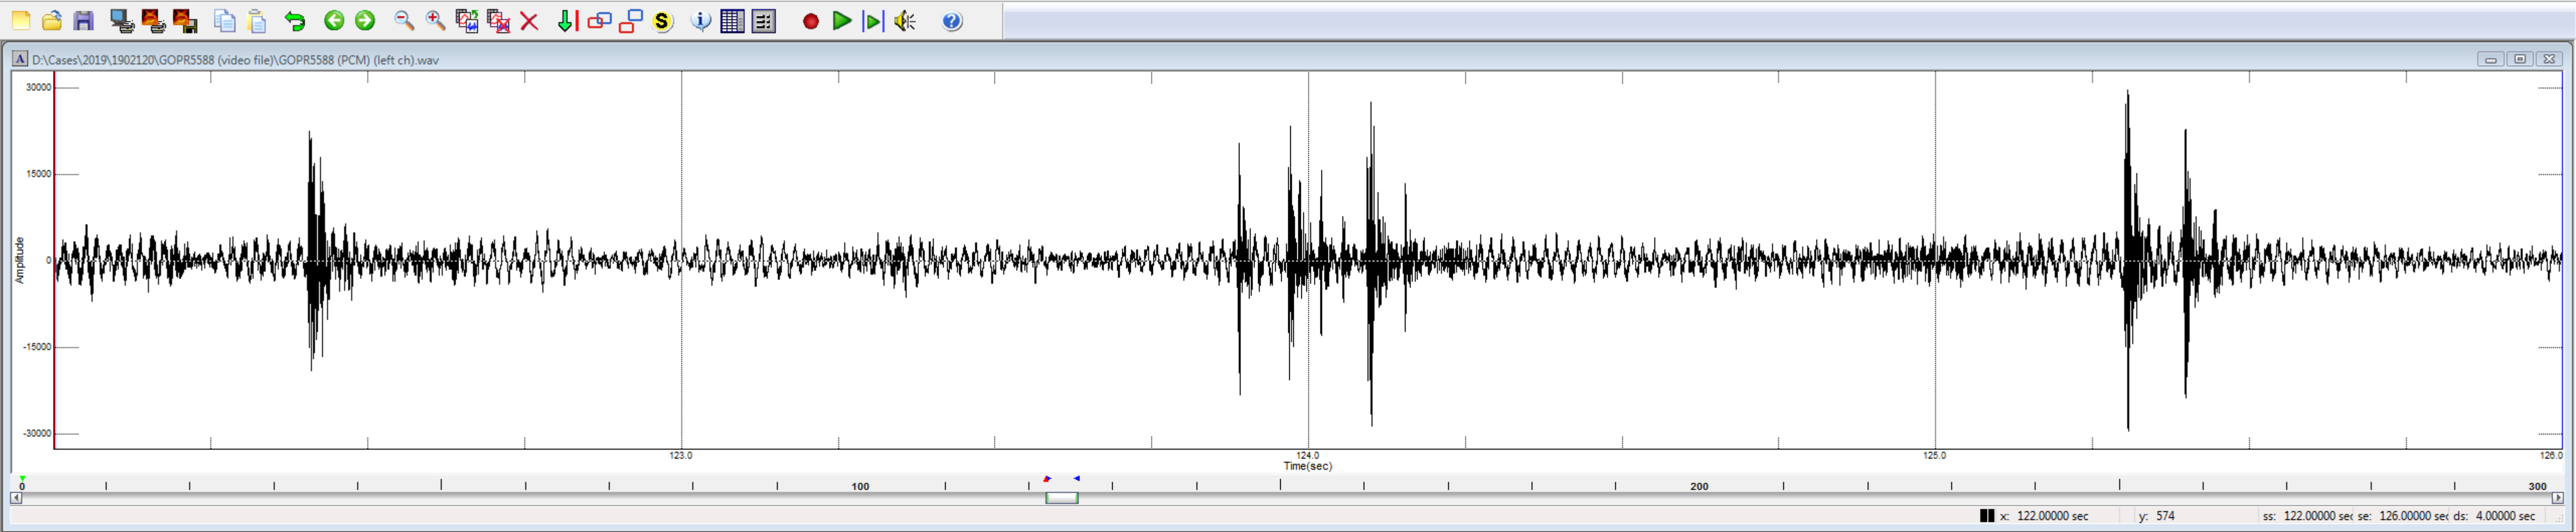 S
i
?
A D:\Cases\2019\1902120\GOPR5588 (video file)\GOPR5588 (PCM) (left ch).wav
30000
15000
Amplitude
0
-15000
-30000
123.0 124.0 125.0 126.0
Time(sec)
0 100 200 300
x: 122.00000 sec y: 574 ss: 122.00000 sec se: 126.00000 sec ds: 4.00000 sec